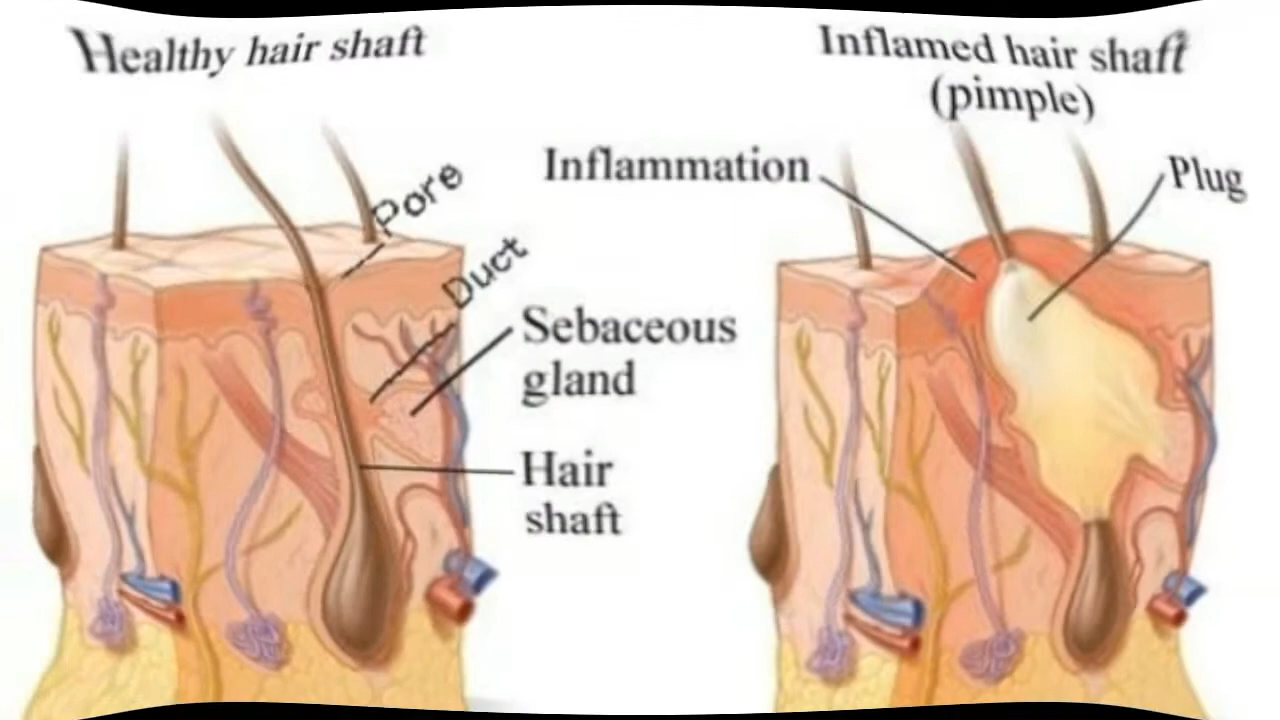 Healthy hair shaft
Inflamed hair shaft
(pimple)
Pore
Inflammation
Plug
Duct
Sebaceous
gland
Hair
shaft